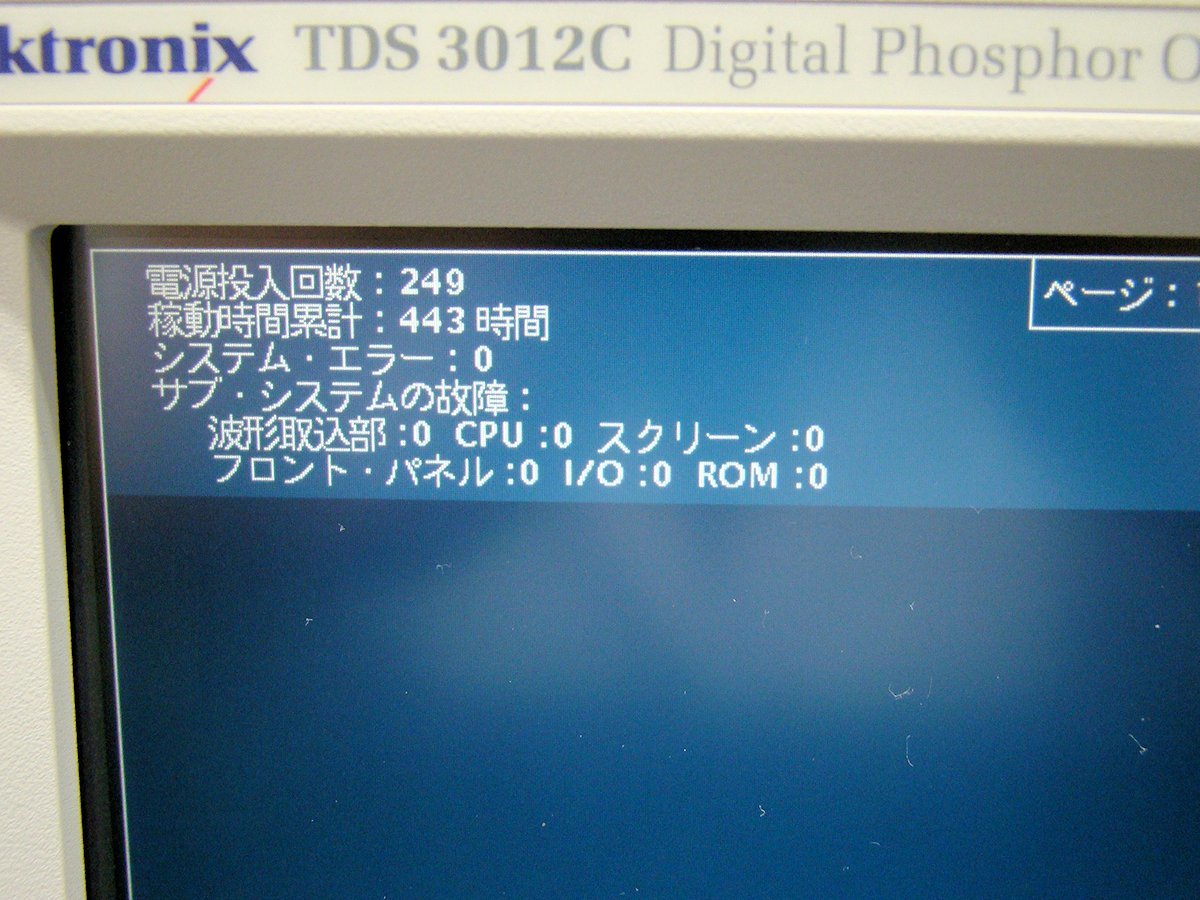 ktronix TDS 3012C Digital Phosphor O
電源投入回数 : 249
ページ :
稼動時間累計 : 443 時間
システム・エラー : 0
サブ・システムの故障 :
波形取込部 :0 CPU :0 スクリーン :0
フロント・パネル :0 I/O :0 ROM :0